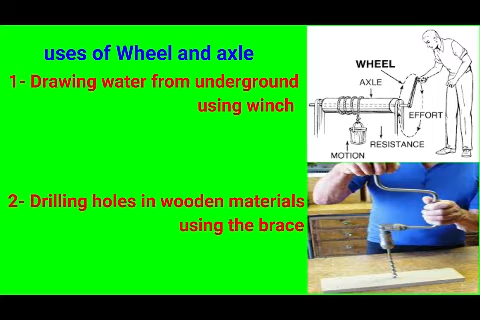 uses of Wheel and axle
1- Drawing water from underground
using winch
WHEEL
AXLE
EFFORT
RESISTANCE
MOTION
2- Drilling holes in wooden materials
using the brace